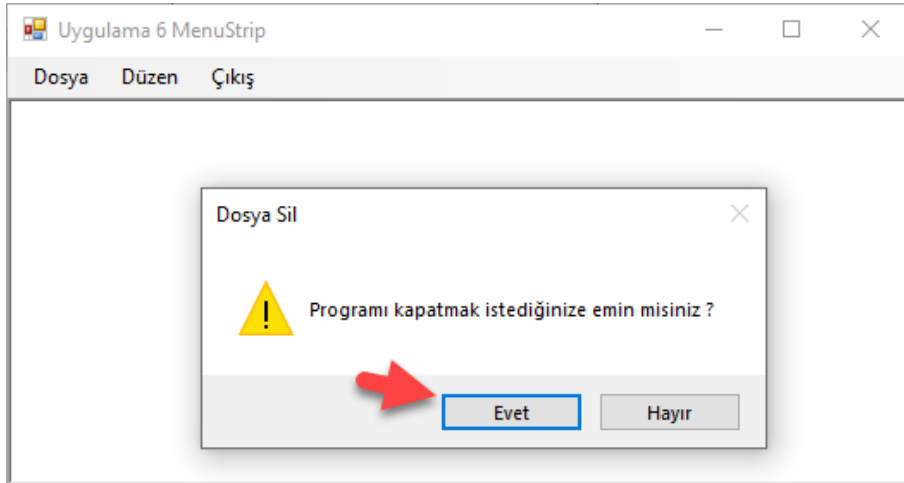 Uygulama 6 MenuStrip
Dosya Düzen Çıkış
Dosya Sil
Programı kapatmak istediğinize emin misiniz ?
Evet Hayır